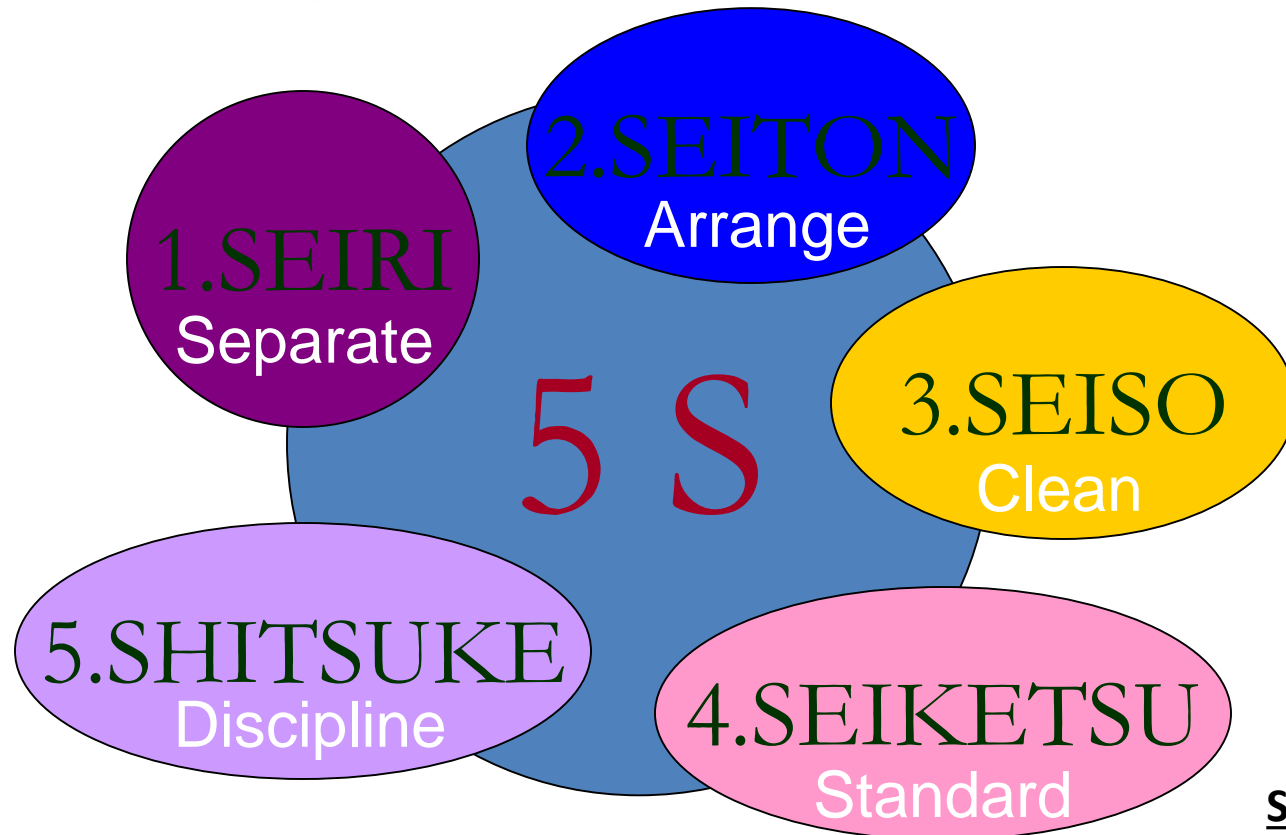 1.SEIRI
Separate
2.SEITON
Arrange
3.SEISO
Clean
4.SEIKETSU
Standard
5.SHITSUKE
Discipline
5 S
S